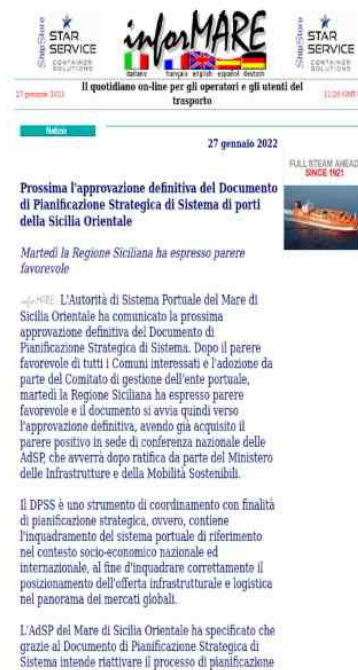 ShipStore
STAR
SERVICE
CONTAINER
SOLUTIONS
inforMARE
ShipStore
STAR
SERVICE
CONTAINER
SOLUTIONS
italiano français english español deutsch
27 gennaio 2022
Il quotidiano on-line per gli operatori e gli utenti del
trasporto
Notizie
27 gennaio 2022
FULL STEAM AHEAD
SINCE 1921
Prossima l'approvazione definitiva del Documento
di Pianificazione Strategica di Sistema di porti
della Sicilia Orientale
Martedì la Regione Siciliana ha espresso parere
favorevole
inforMARE L'Autorità di Sistema Portuale del Mare di
Sicilia Orientale ha comunicato la prossima
approvazione definitiva del Documento di
Pianificazione Strategica di Sistema. Dopo il parere
favorevole di tutti i Comuni interessati e l'adozione da
parte del Comitato di gestione dell'ente portuale,
martedì la Regione Siciliana ha espresso parere
favorevole e il documento si avvia quindi verso
l'approvazione definitiva, avendo già acquisito il
parere positivo in sede di conferenza nazionale delle
AdSP, che avverrà dopo ratifica da parte del Ministero
delle Infrastrutture e della Mobilità Sostenibili.
Il DPSS è uno strumento di coordinamento con finalità
di pianificazione strategica, ovvero, contiene
l'inquadramento del sistema portuale di riferimento
nel contesto socio-economico nazionale ed
internazionale, al fine d'inquadrare correttamente il
posizionamento dell'offerta infrastrutturale e logistica
nel panorama dei mercati globali.
L'AdSP del Mare di Sicilia Orientale ha specificato che
grazie al Documento di Pianificazione Strategica di
Sistema intende riattivare il processo di pianificazione